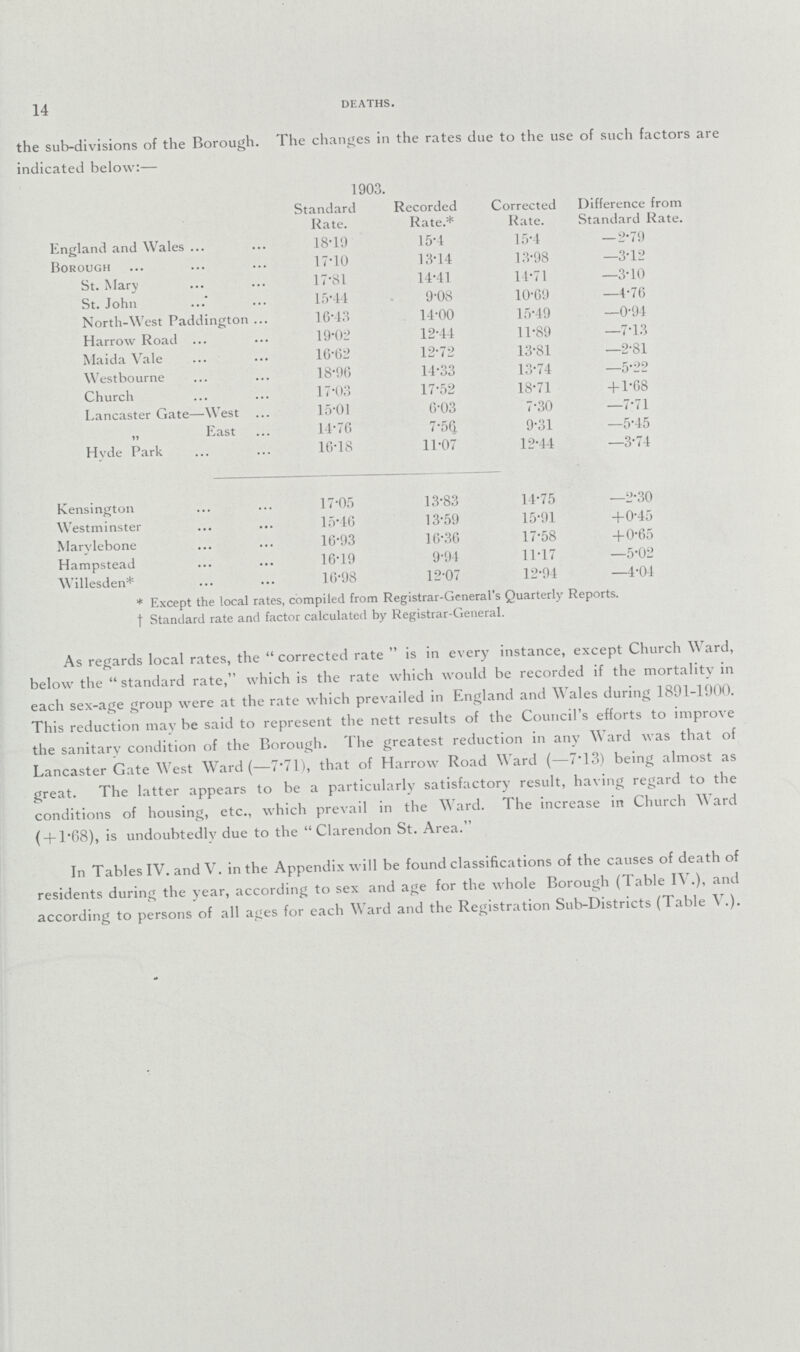 14
DEATHS.
the sub-divisions of the Borough. The changes in the rates due to the use of such factors are
indicated below:—
1903.
Standard Rate. Recorded Rate.* Corrected Rate. Difference from Standard Rate.
England and Wales ... ... 18·19 15·4 15·4 —2·79
BOROUGH ... ... ... 17·10 13·14 13·98 —3·12
St. Mary ... ... 17·81 14·41 14·71 —3·10
St. John ... ... 15·44 9·08 10·69 —4·76
North-West Paddington ... 16·43 14·00 15·49 —0·94
Harrow Road ... ... 19·02 12·44 11·89 —7·13
Maida Vale ... ... 16·62 12·72 13·81 —2·81
Westbourne ... ... 18·96 14·33 13·74 —5·22
Church ... ... 17·03 17·52 18·71 +1·68
Lancaster Gate—West ... 15·01 6·03 7·30 —7·71
„ East ... 14·76 7·56 9·31 —5·45
Hyde Park ... ... 16·18 11·07 12·44 —3·74
Kensington ... ... 17·05 13·83 14·75 —2·30
Westminster ... ... 15·46 13·59 15·91 +0·45
Marylebone ... ... 16·93 16·36 17·58 +0·65
Hampstead ... ... 16·19 9·94 11·17 —5·02
Willesden* ... ... 16·98 12·07 12·94 —4·04
* Except the local rates, compiled from Registrar-General's Quarterly Reports.
† Standard rate and factor calculated by Registrar-General.
As regards local rates, the "corrected rate" is in every instance, except Church Ward,
below the "standard rate," which is the rate which would be recorded if the mortality in
each sex-age group were at the rate which prevailed in England and Wales during 1891-1900.
This reduction may be said to represent the nett results of the Council's efforts to improve
the sanitary condition of the Borough. The greatest reduction in any Ward was that of
Lancaster Gate West Ward (—7·71), that of Harrow Road Ward (—7·13) being almost as
great. The latter appears to be a particularly satisfactory result, having regard to the
conditions of housing, etc., which prevail in the Ward. The increase in Church Ward
(+1·68), is undoubtedly due to the "Clarendon St. Area."
In Tables IV. and V. in the Appendix will be found classifications of the causes of death of
residents during the year, according to sex and age for the whole Borough (Table IV.), and
according to persons of all ages for each Ward and the Registration Sub-Districts (Table V.).